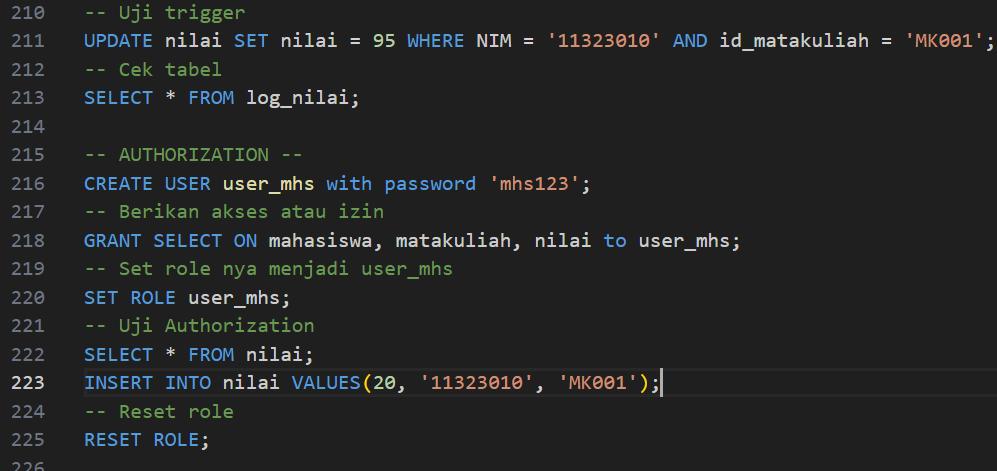 210 -- Uji trigger
211 UPDATE nilai SET nilai = 95 WHERE NIM = '11323010' AND id_matakuliah = 'MK001';
212 -- Cek tabel
213 SELECT * FROM log_nilai;
214
215 -- AUTHORIZATION --
216 CREATE USER user_mhs with password 'mhs123';
217 -- Berikan akses atau izin
218 GRANT SELECT ON mahasiswa, matakuliah, nilai to user_mhs;
219 -- Set role nya menjadi user_mhs
220 SET ROLE user_mhs;
221 -- Uji Authorization
222 SELECT * FROM nilai;
223 INSERT INTO nilai VALUES(20, '11323010', 'MK001');
224 -- Reset role
225 RESET ROLE;
226